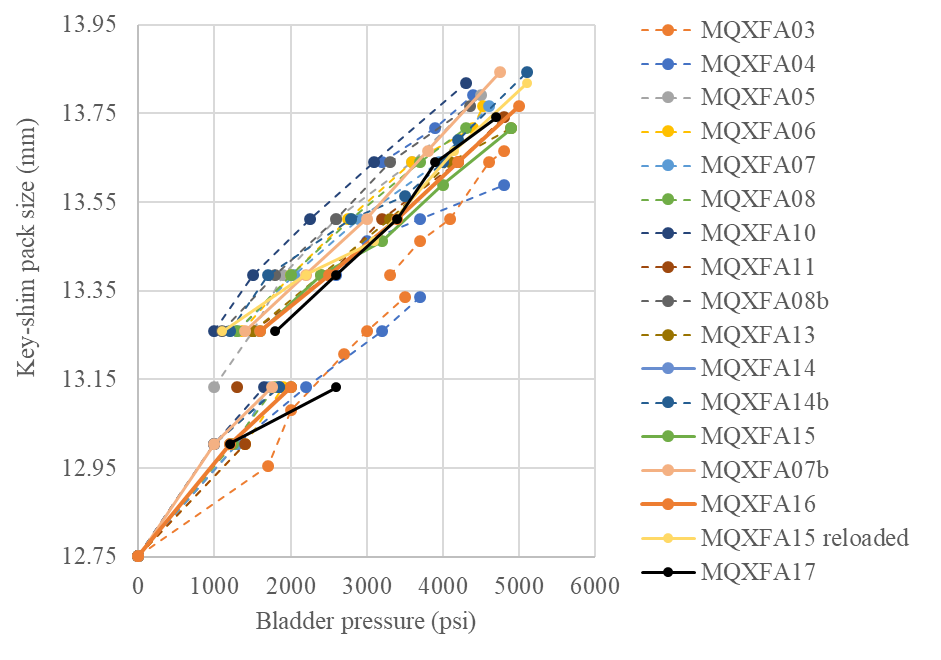 Key-shim pack size (mm)
13.95
13.75
13.55
13.35
13.15
12.95
12.75
0 1000 2000 3000 4000 5000 6000
Bladder pressure (psi)
MQXFA03
MQXFA04
MQXFA05
MQXFA06
MQXFA07
MQXFA08
MQXFA10
MQXFA11
MQXFA08b
MQXFA13
MQXFA14
MQXFA14b
MQXFA15
MQXFA07b
MQXFA16
MQXFA15 reloaded
MQXFA17